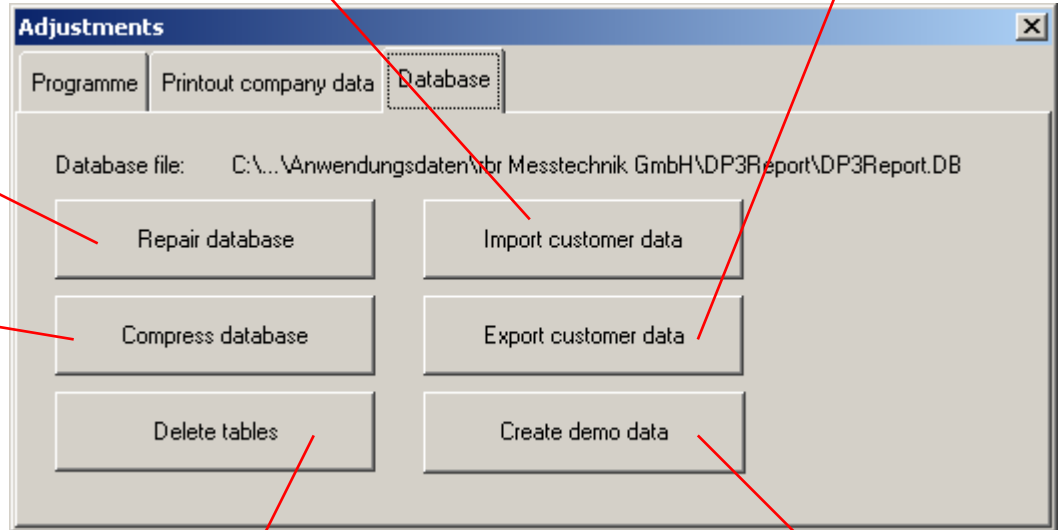 Adjustments
Programme Printout company data Database
Database file: C:\...\Anwendungsdaten\rbr Messtechnik GmbH\DP3Report\DP3Report.DB
Repair database Import customer data
Compress database Export customer data
Delete tables Create demo data